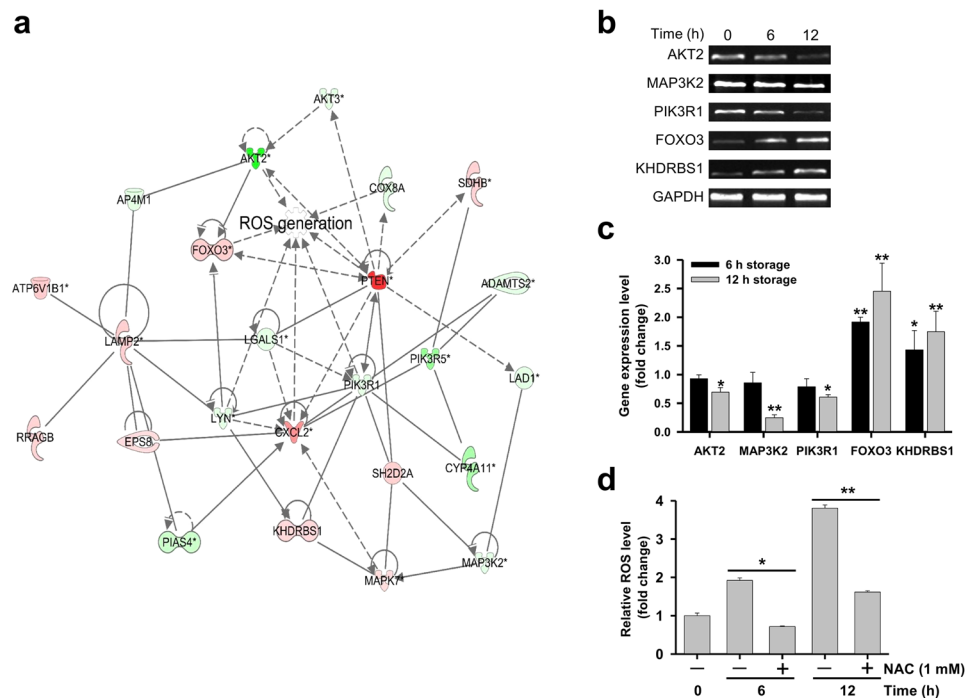 a
AKT3*
AKT2*
COX8A
SDHB*
AP4M1
ROS generation
FOXO3*
PTEN*
ATP6V1B1*
ADAMTS2*
LAMP2*
LGALS1*
PIK3R5*
PIK3R1
LAD1*
LYN*
CXCL2*
RRAGB
EPS8
CYP4A11*
SH2D2A
KHDRBS1
PIAS4*
MAP3K2*
MAPK7*
b
Time (h) 0 6 12
AKT2
MAP3K2
PIK3R1
FOXO3
KHDRBS1
GAPDH
c
Gene expression level
(fold change)
3.0
2.5
2.0
1.5
1.0
0.5
0.0
6 h storage
12 h storage
*
**
*
**
**
*
**
AKT2 MAP3K2 PIK3R1 FOXO3 KHDRBS1
d
Relative ROS level
(fold change)
4
3
2
1
0
*
**
− − + − + NAC (1 mM)
0 6 12 Time (h)